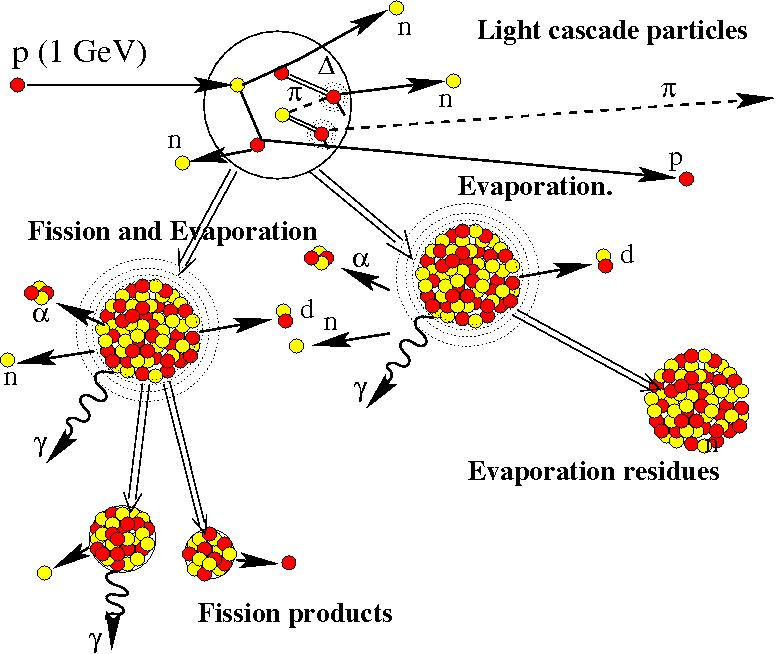 n
Light cascade particles
p (1 GeV)
Δ
π
n
π
n
p
Evaporation.
Fission and Evaporation
α
d
α
d
n
n
γ
γ
n
Evaporation residues
Fission products
γ